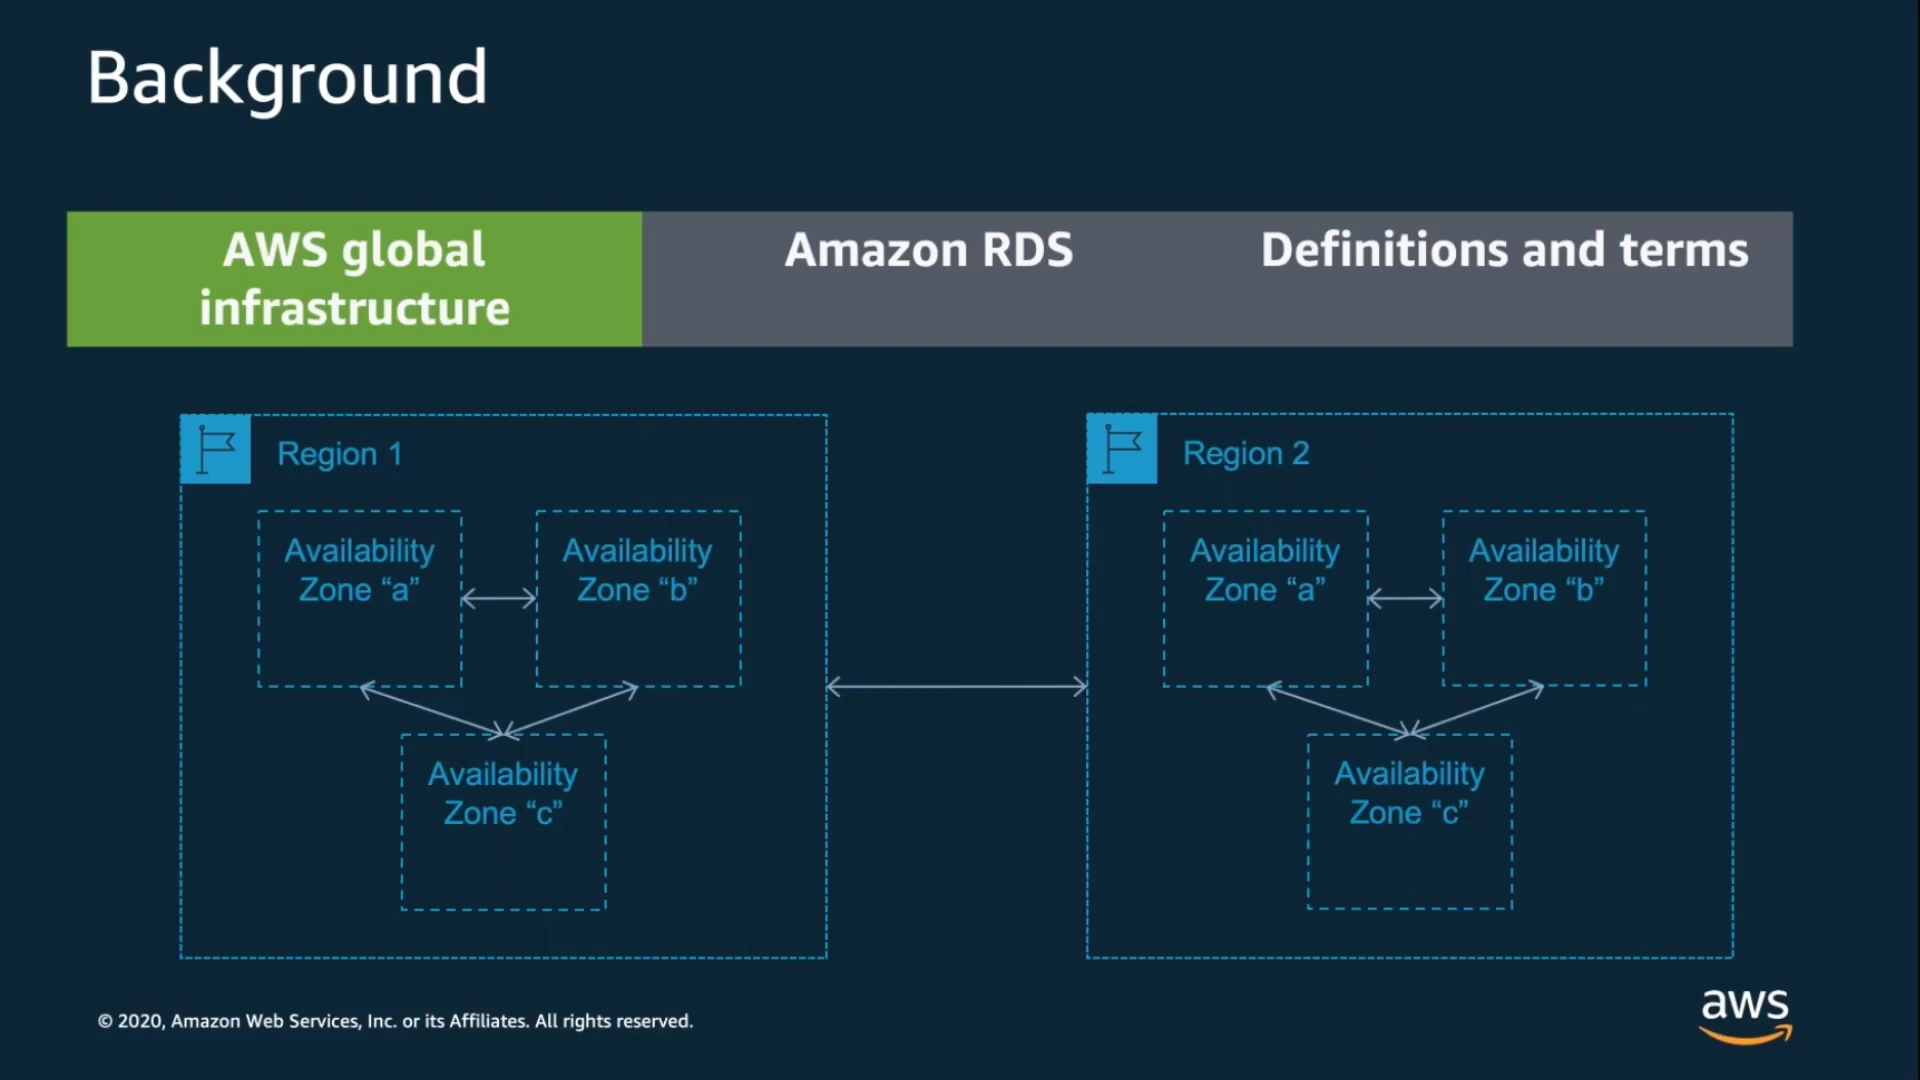 Background
AWS global
infrastructure
Amazon RDS
Definitions and terms
Region 1
Availability
Zone “a”
Availability
Zone “b”
Availability
Zone “c”
Region 2
Availability
Zone “a”
Availability
Zone “b”
Availability
Zone “c”
© 2020, Amazon Web Services, Inc. or its Affiliates. All rights reserved.
aws